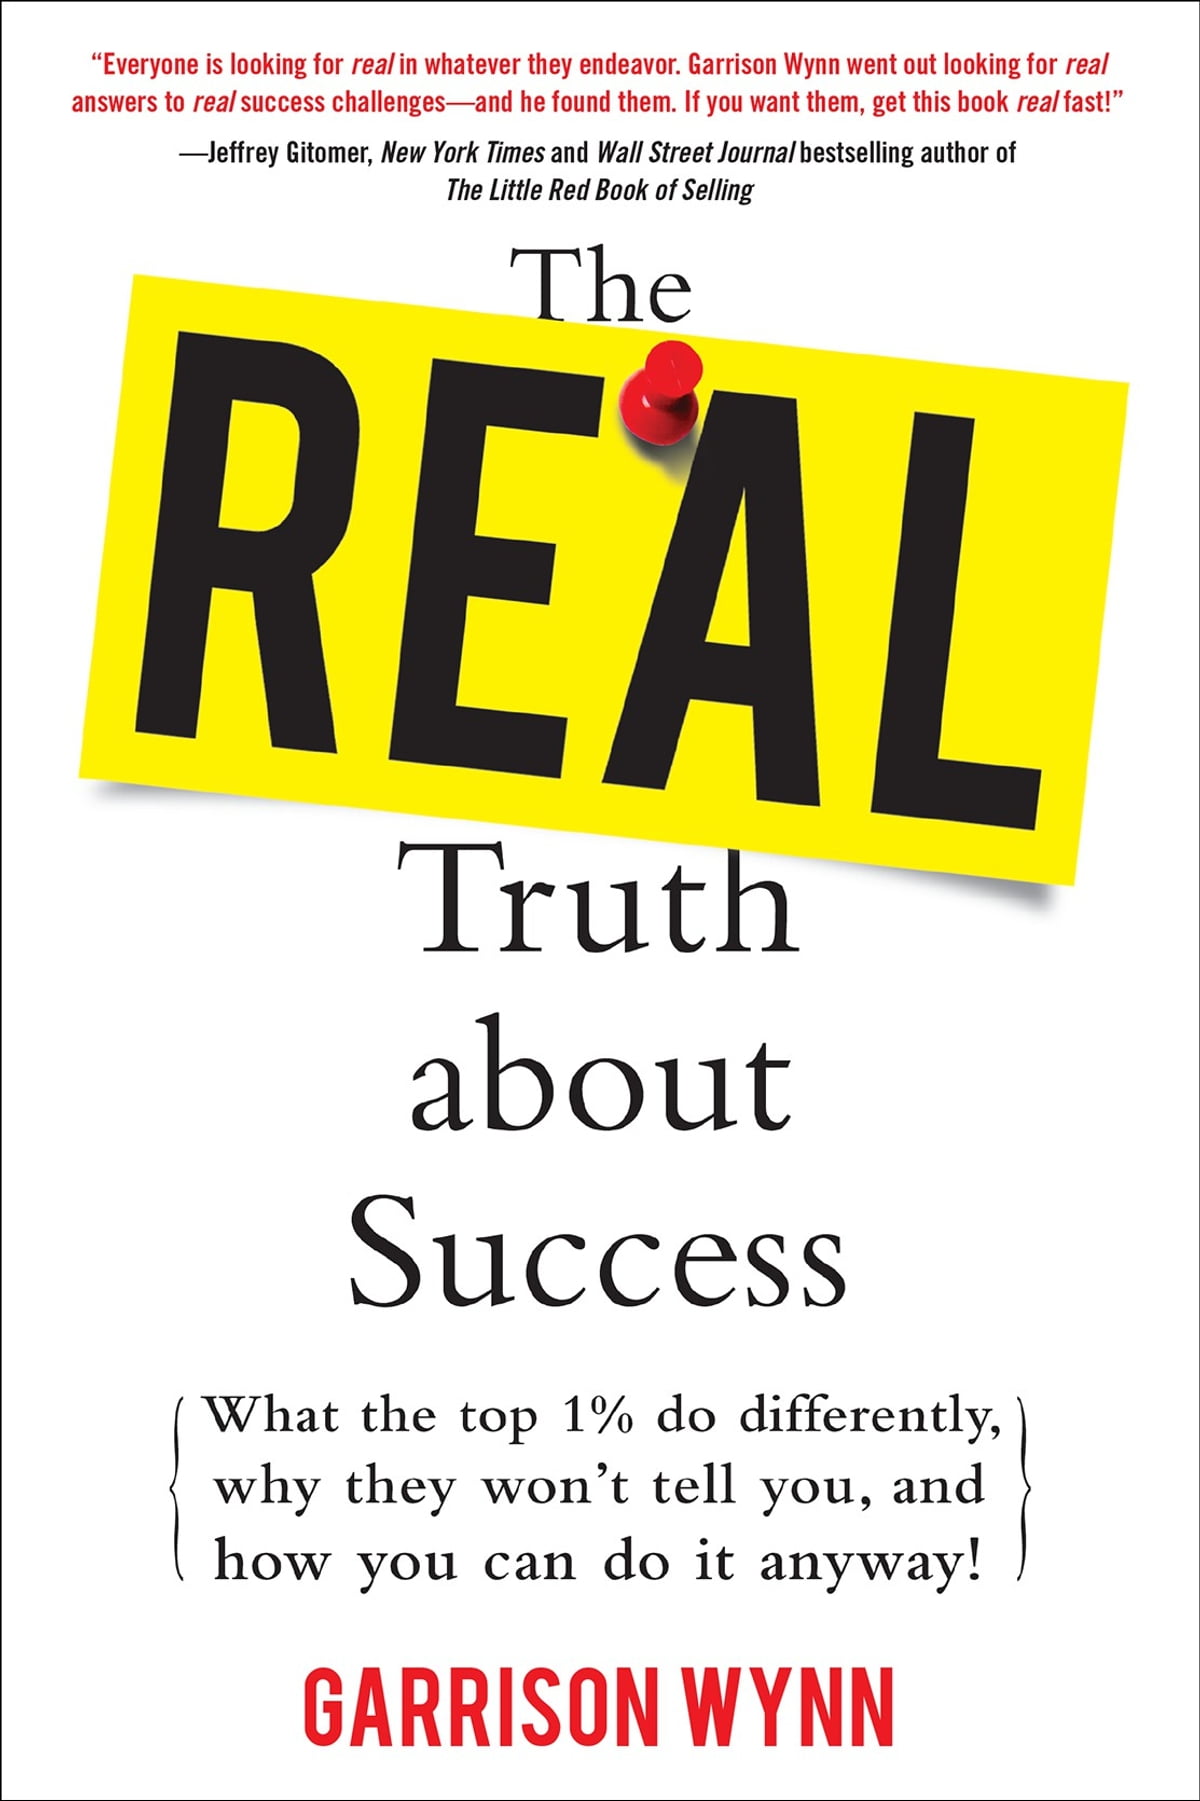 “Everyone is looking for real in whatever they endeavor. Garrison Wynn went out looking for real
answers to real success challenges—and he found them. If you want them, get this book real fast!”
—Jeffrey Gitomer, New York Times and Wall Street Journal bestselling author of
The Little Red Book of Selling
The
REAL
Truth
about
Success
{What the top 1% do differently,
why they won’t tell you, and
how you can do it anyway!}
GARRISON WYNN